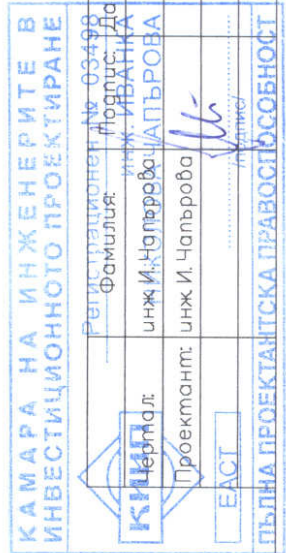 КАМАРА НА ИНЖЕНЕРИТЕ В
ИНВЕСТИЦИОННОТО ПРОЕКТИРАНЕ
Регистрационен № 03498
Фамилия: Подпис: Да
инж. ИВАНКА
ЧАПЪРОВА
КИИП
Чертал: инж И. Чапърова
Проектант: инж И. Чапърова
/подпис/
ЕАСТ
ПЪЛНА ПРОЕКТАНТСКА ПРАВОСПОСОБНОСТ